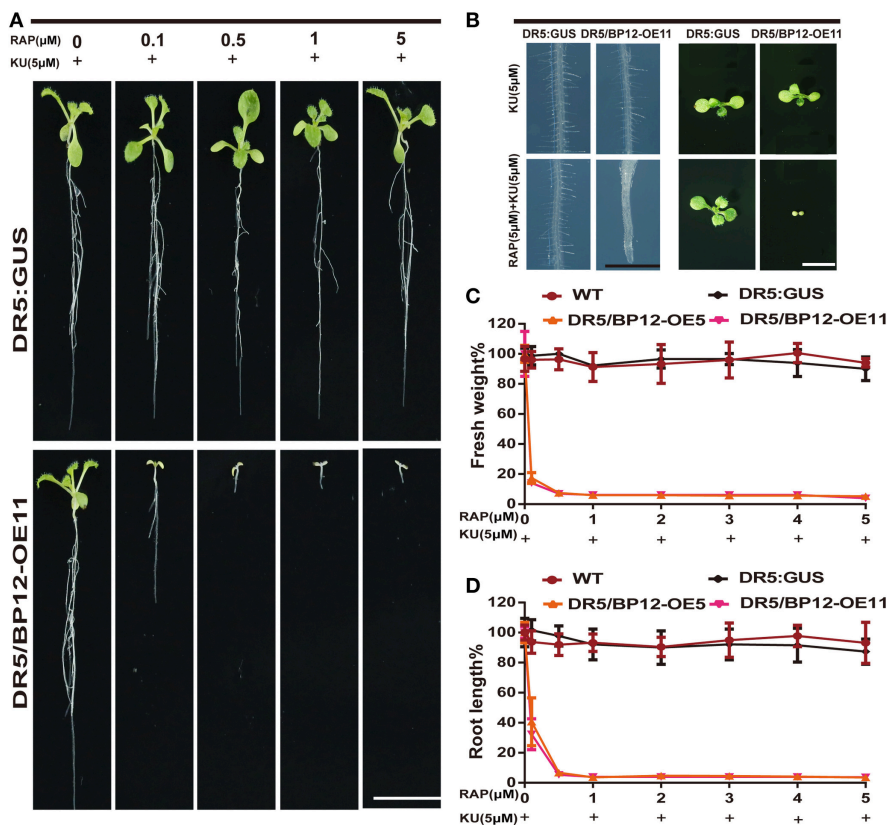 A
RAP(μM) 0 0.1 0.5 1 5
KU(5μM) + + + + +
DR5:GUS
DR5/BP12-OE11
B
DR5:GUS DR5/BP12-OE11 DR5:GUS DR5/BP12-OE11
KU(5μM)
RAP(5μM)+KU(5μM)
C
WT DR5:GUS
DR5/BP12-OE5 DR5/BP12-OE11
Fresh weight%
120
100
80
60
40
20
0
0 1 2 3 4 5
RAP(μM)
KU(5μM) + + + + + +
D
WT DR5:GUS
DR5/BP12-OE5 DR5/BP12-OE11
Root length%
120
100
80
60
40
20
0
0 1 2 3 4 5
RAP(μM)
KU(5μM) + + + + + +